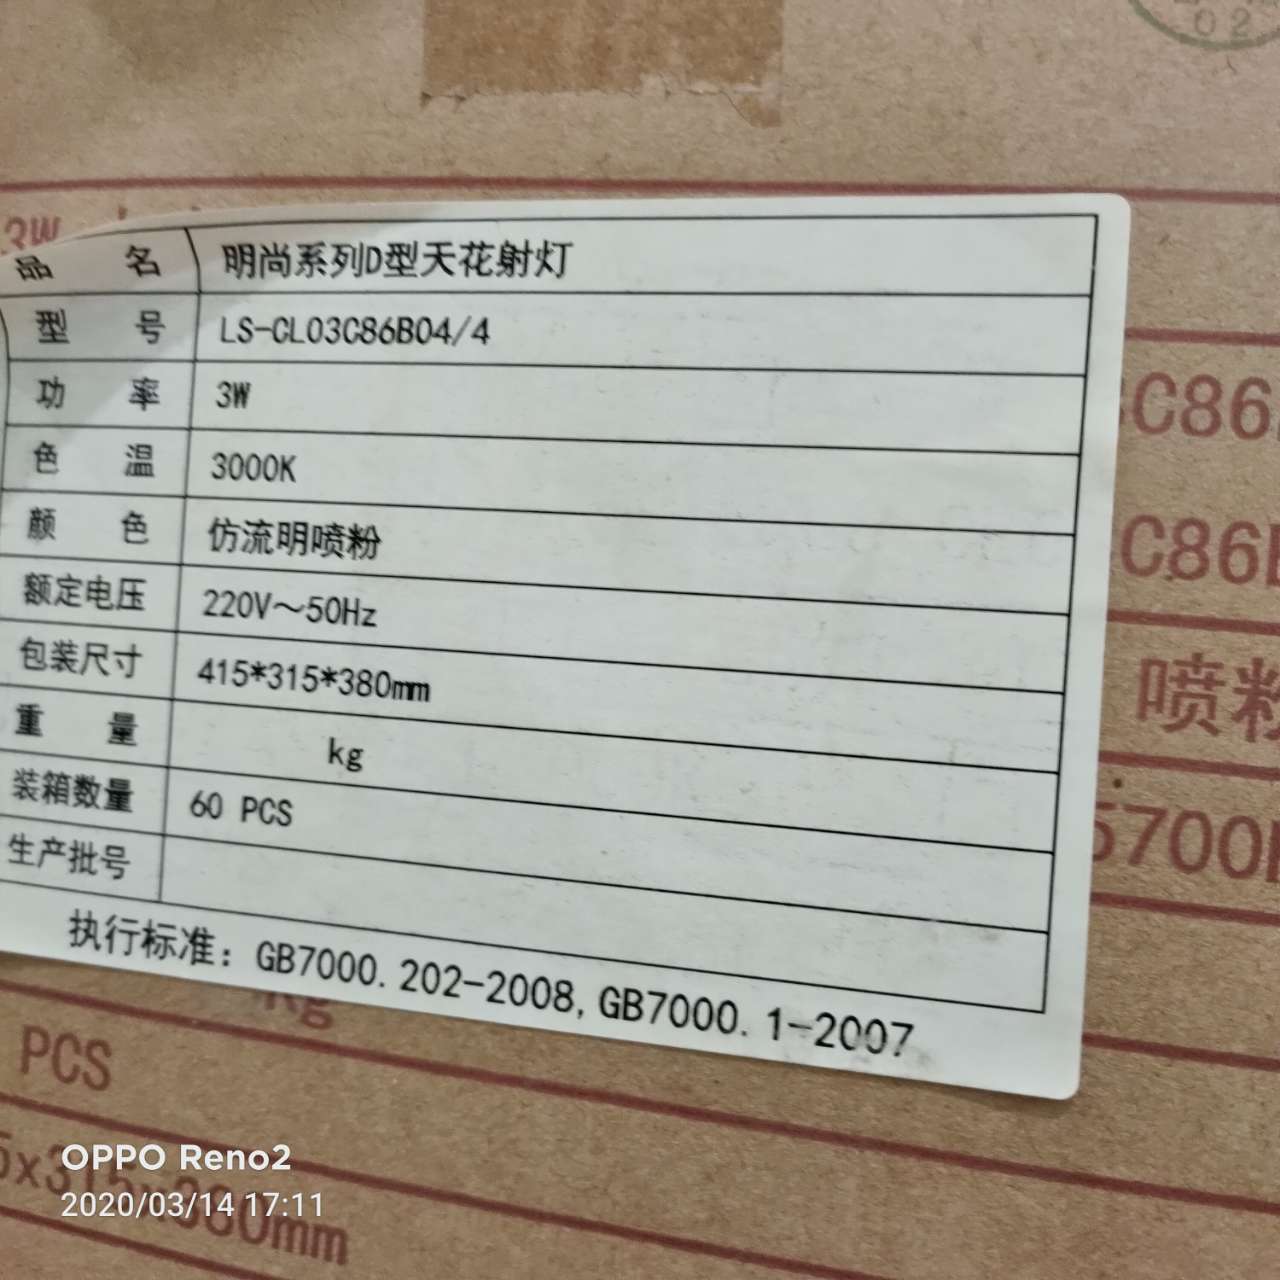 02
3W
品 名 明尚系列D型天花射灯
型 号 LS-CL03C86B04/4
功 率 3W
色 温 3000K
颜 色 仿流明喷粉
额定电压 220V～50Hz
包装尺寸 415*315*380mm
重 量 kg
装箱数量 60 PCS
生产批号
执行标准：GB7000.202-2008,GB7000.1-2007
C86
C86
喷粉
5700
kg
PCS
5x315x380mm
OPPO Reno2
2020/03/14 17:11